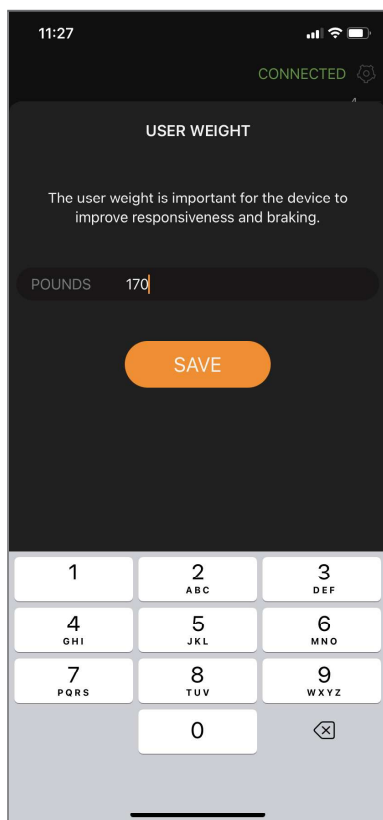 11:27
CONNECTED
USER WEIGHT
The user weight is important for the device to
improve responsiveness and braking.
POUNDS 170
SAVE
1 2 3
ABC DEF
4 5 6
GHI JKL MNO
7 8 9
PQRS TUV WXYZ
0